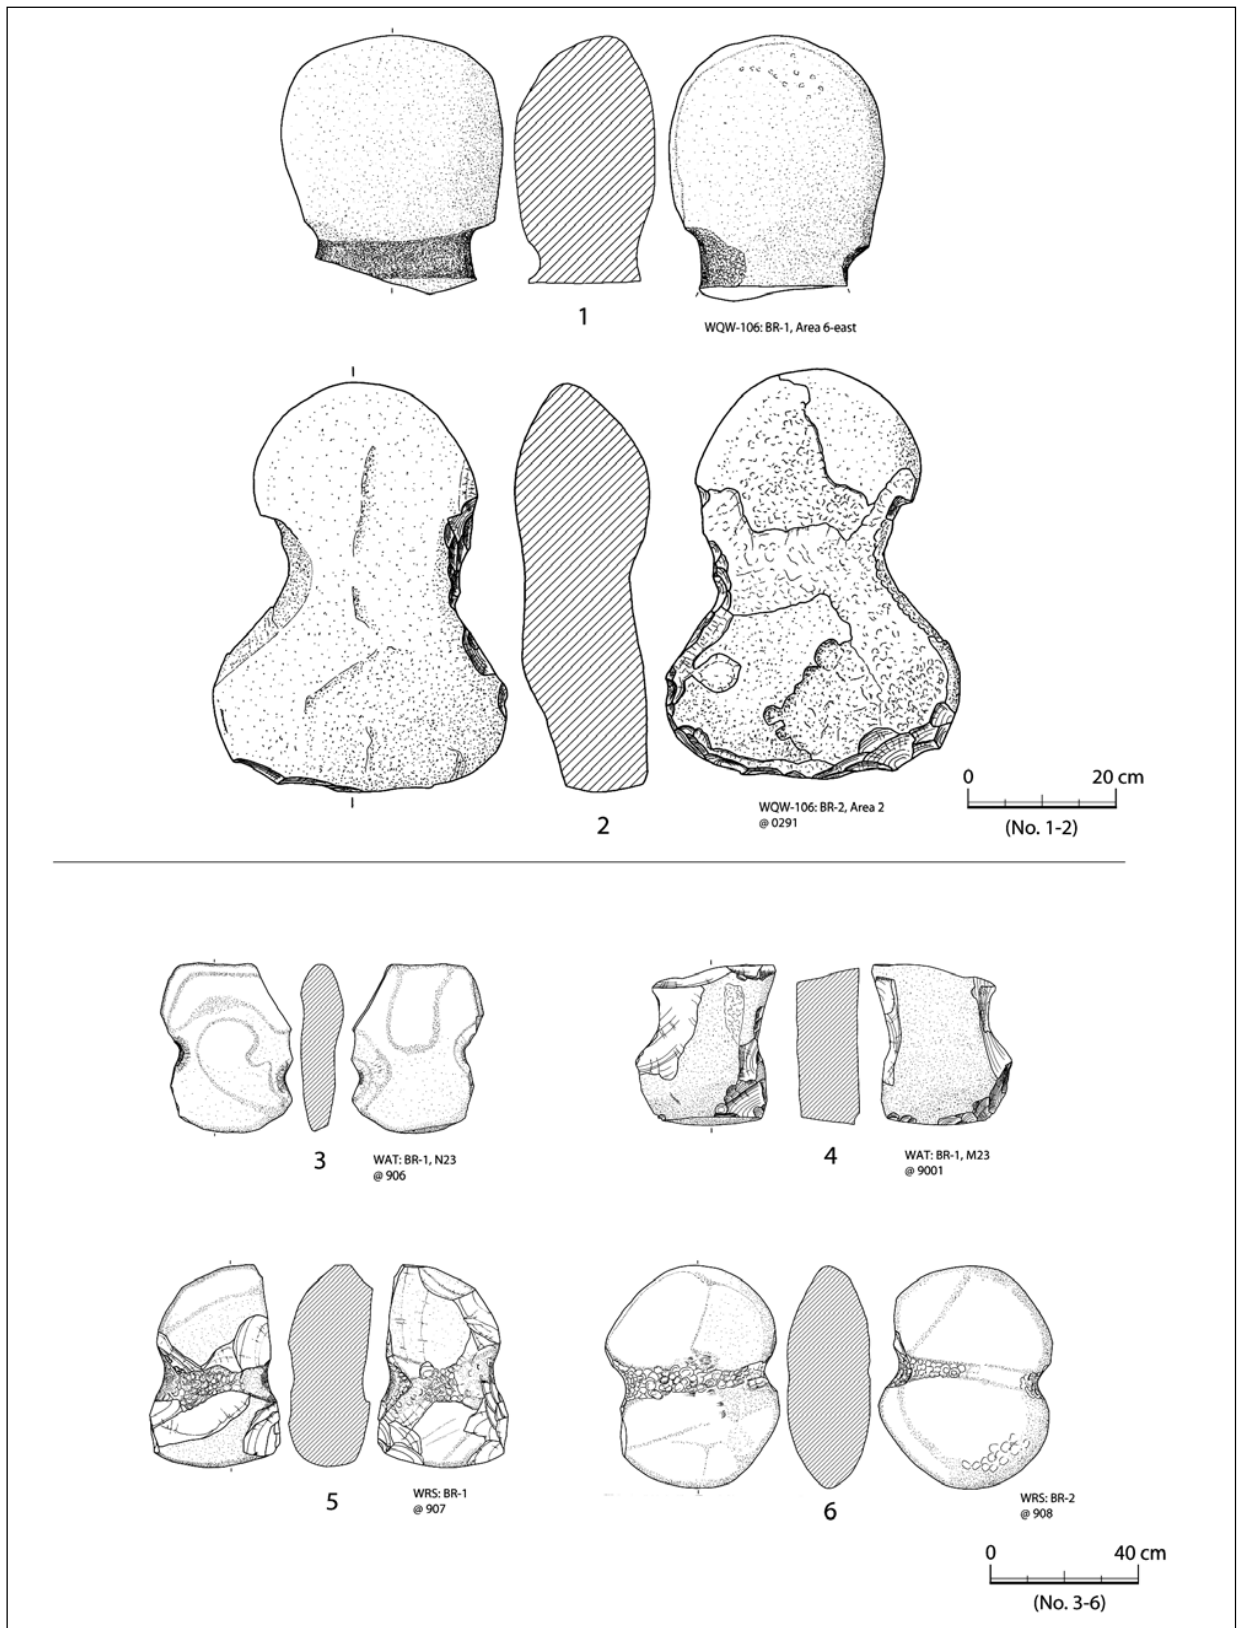 1
WQW-106: BR-1, Area 6-east
2
WQW-106: BR-2, Area 2
@ 0291
0 20 cm
(No. 1-2)
3
WAT: BR-1, N23
@ 906
4
WAT: BR-1, M23
@ 9001
5
WRS: BR-1
@ 907
6
WRS: BR-2
@ 908
0 40 cm
(No. 3-6)